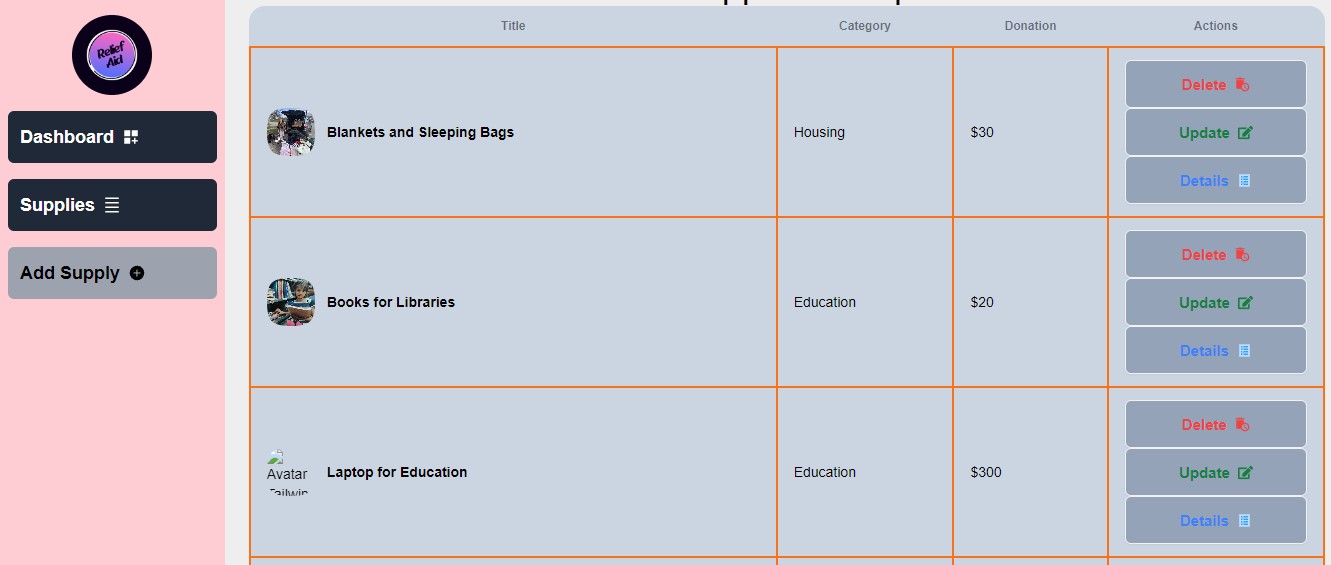 Relief
Aid
Dashboard
Supplies
Add Supply
Title Category Donation Actions
Blankets and Sleeping Bags Housing $30
Delete
Update
Details
Books for Libraries Education $20
Delete
Update
Details
Avatar
Tailwin
Laptop for Education Education $300
Delete
Update
Details